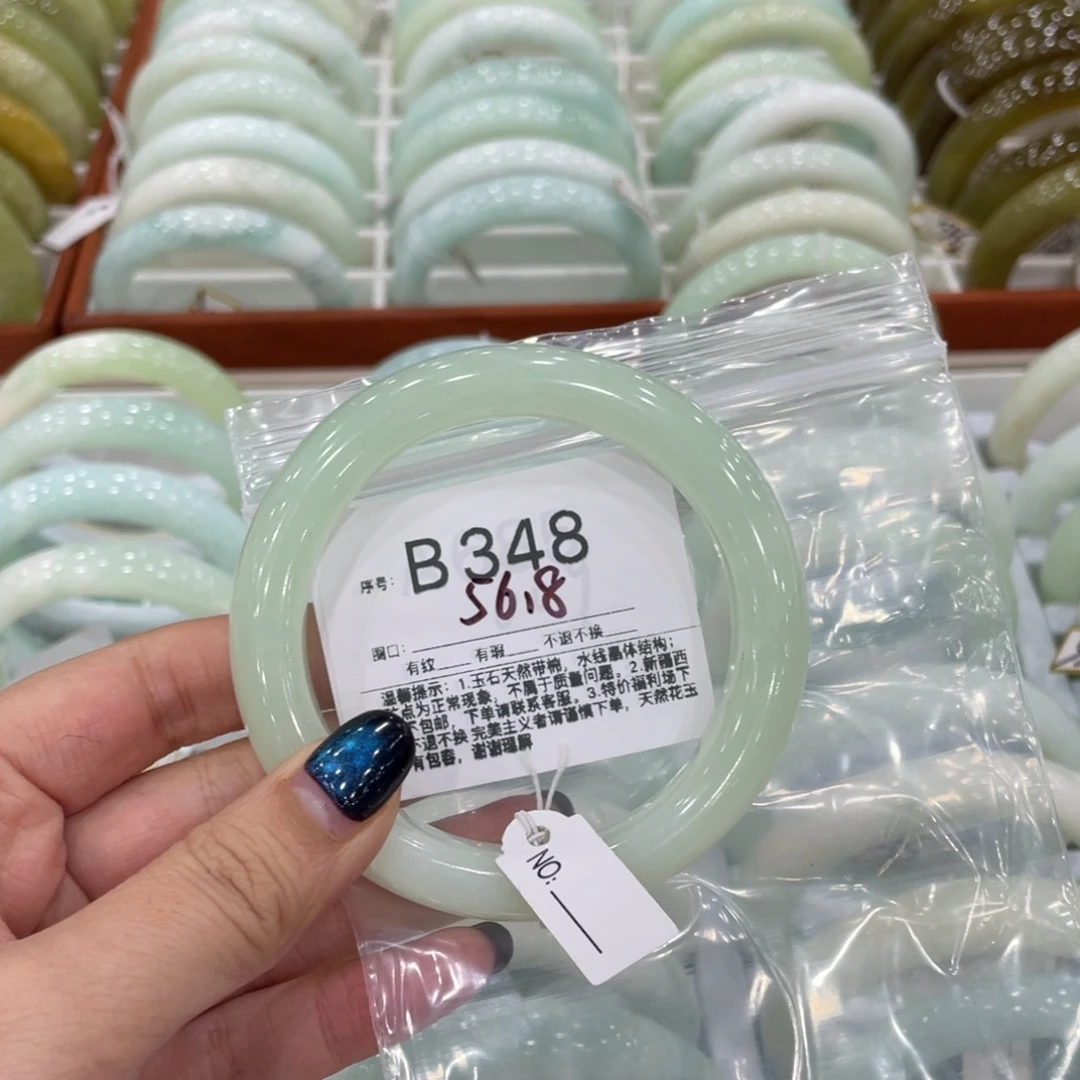 序号: B348
56.8
圈口:
有纹 有瑕 不退不换
温馨提示: 1.玉石天然带棉, 水线晶体结构;
点为正常现象, 不属于质量问题。2.新疆西
不包邮, 下单请联系客服。3.特价福利场下
不退不换 完美主义者请谨慎下单, 天然花玉
有包容, 谢谢理解
NO: